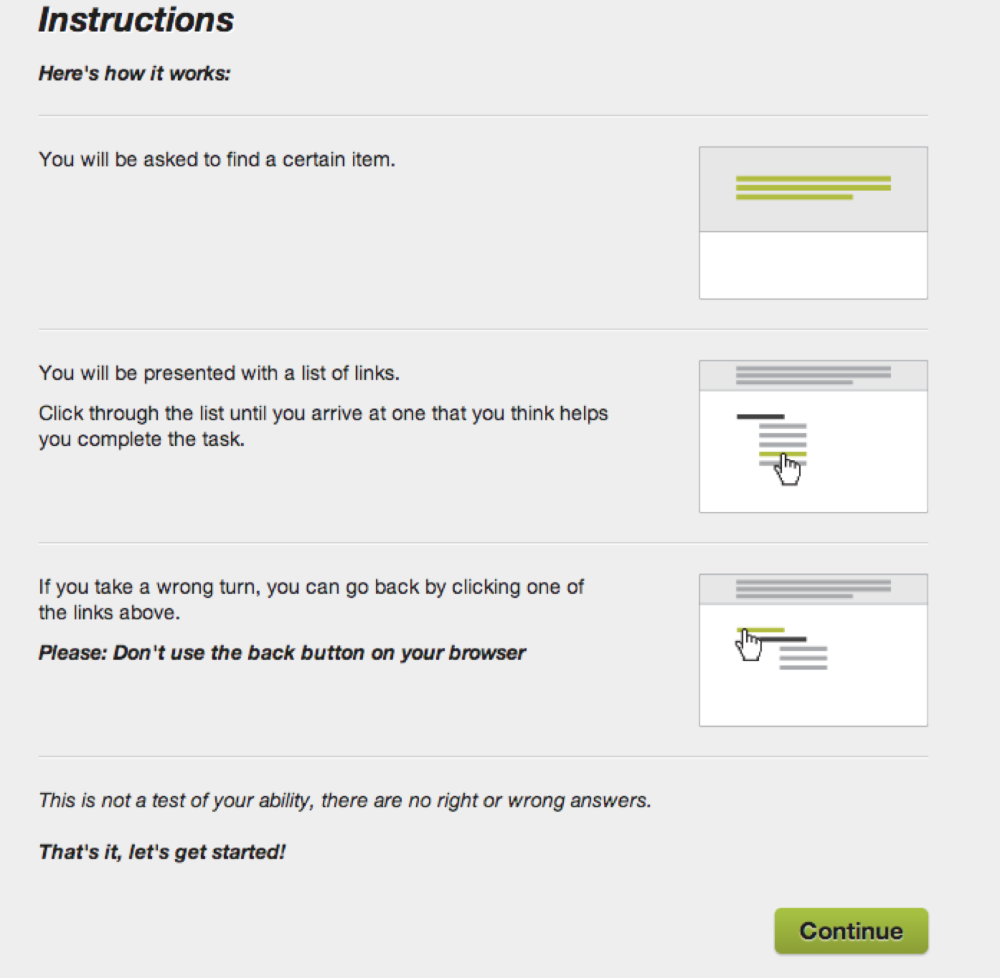 Instructions
Here's how it works:
You will be asked to find a certain item.
You will be presented with a list of links.
Click through the list until you arrive at one that you think helps
you complete the task.
If you take a wrong turn, you can go back by clicking one of
the links above.
Please: Don't use the back button on your browser
This is not a test of your ability, there are no right or wrong answers.
That's it, let's get started!
Continue